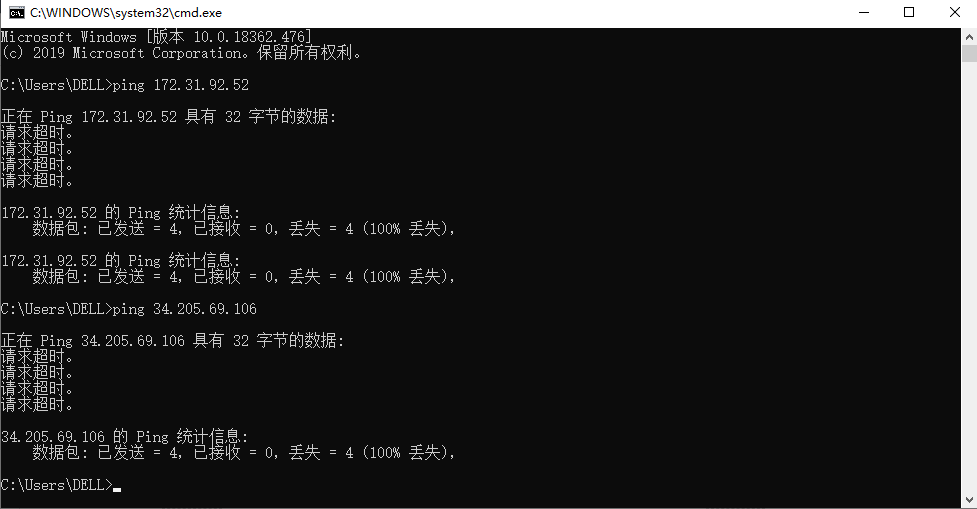 C:\WINDOWS\system32\cmd.exe
Microsoft Windows [版本 10.0.18362.476]
(c) 2019 Microsoft Corporation。保留所有权利。
C:\Users\DELL>ping 172.31.92.52
正在 Ping 172.31.92.52 具有 32 字节的数据:
请求超时。
请求超时。
请求超时。
请求超时。
172.31.92.52 的 Ping 统计信息:
数据包: 已发送 = 4，已接收 = 0，丢失 = 4 (100% 丢失)，
172.31.92.52 的 Ping 统计信息:
数据包: 已发送 = 4，已接收 = 0，丢失 = 4 (100% 丢失)，
C:\Users\DELL>ping 34.205.69.106
正在 Ping 34.205.69.106 具有 32 字节的数据:
请求超时。
请求超时。
请求超时。
请求超时。
34.205.69.106 的 Ping 统计信息:
数据包: 已发送 = 4，已接收 = 0，丢失 = 4 (100% 丢失)，
C:\Users\DELL>